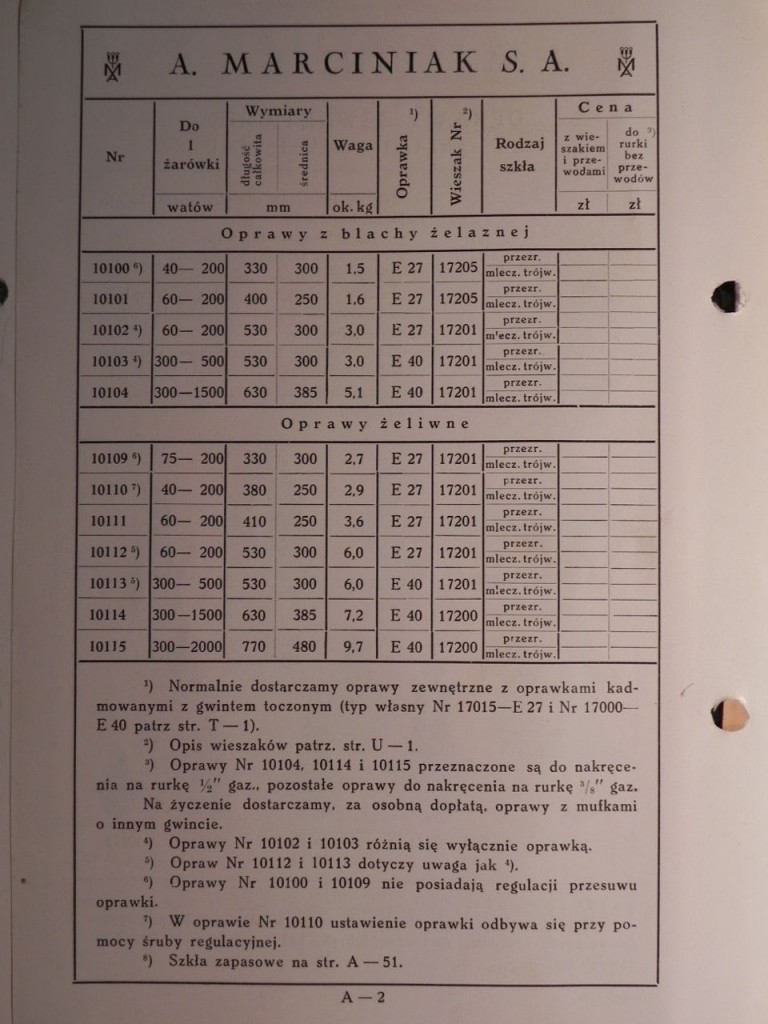 A. MARCINIAK S. A.
Nr
Do 1 żarówki
watów
Wymiary
długość całkowita
średnica
mm
Waga
ok. kg
Oprawka ¹)
Wieszak Nr ²)
Rodzaj szkła
Cena
z wie-
szakiem
i prze-
wodami
zł
do ³)
rurki
bez
prze-
wodów
zł
Oprawy z blachy żelaznej
10100 ⁶) 40— 200 330 300 1,5 E 27 17205 przezr.
mlecz. trójw.
10101 60— 200 400 250 1,6 E 27 17205 przezr.
mlecz. trójw.
10102 ⁴) 60— 200 530 300 3,0 E 27 17201 przezr.
mlecz. trójw.
10103 ⁴) 300— 500 530 300 3,0 E 40 17201 przezr.
mlecz. trójw.
10104 300—1500 630 385 5,1 E 40 17201 przezr.
mlecz. trójw.
Oprawy żeliwne
10109 ⁶) 75— 200 330 300 2,7 E 27 17201 przezr.
mlecz. trójw.
10110 ⁷) 40— 200 380 250 2,9 E 27 17201 przezr.
mlecz. trójw.
10111 60— 200 410 250 3,6 E 27 17201 przezr.
mlecz. trójw.
10112 ⁵) 60— 200 530 300 6,0 E 27 17201 przezr.
mlecz. trójw.
10113 ⁵) 300— 500 530 300 6,0 E 40 17201 przezr.
mlecz. trójw.
10114 300—1500 630 385 7,2 E 40 17200 przezr.
mlecz. trójw.
10115 300—2000 770 480 9,7 E 40 17200 przezr.
mlecz. trójw.
¹) Normalnie dostarczamy oprawy zewnętrzne z oprawkami kad-
mowanymi z gwintem toczonym (typ własny Nr 17015—E 27 i Nr 17000—
E 40 patrz str. T — 1).
²) Opis wieszaków patrz. str. U — 1.
³) Oprawy Nr 10104, 10114 i 10115 przeznaczone są do nakręce-
nia na rurkę ½" gaz., pozostałe oprawy do nakręcenia na rurkę ³/₈" gaz.
Na życzenie dostarczamy, za osobną dopłatą, oprawy z mufkami
o innym gwincie.
⁴) Oprawy Nr 10102 i 10103 różnią się wyłącznie oprawką.
⁵) Opraw Nr 10112 i 10113 dotyczy uwaga jak ⁴).
⁶) Oprawy Nr 10100 i 10109 nie posiadają regulacji przesuwu
oprawki.
⁷) W oprawie Nr 10110 ustawienie oprawki odbywa się przy po-
mocy śruby regulacyjnej.
⁸) Szkła zapasowe na str. A — 51.
A — 2